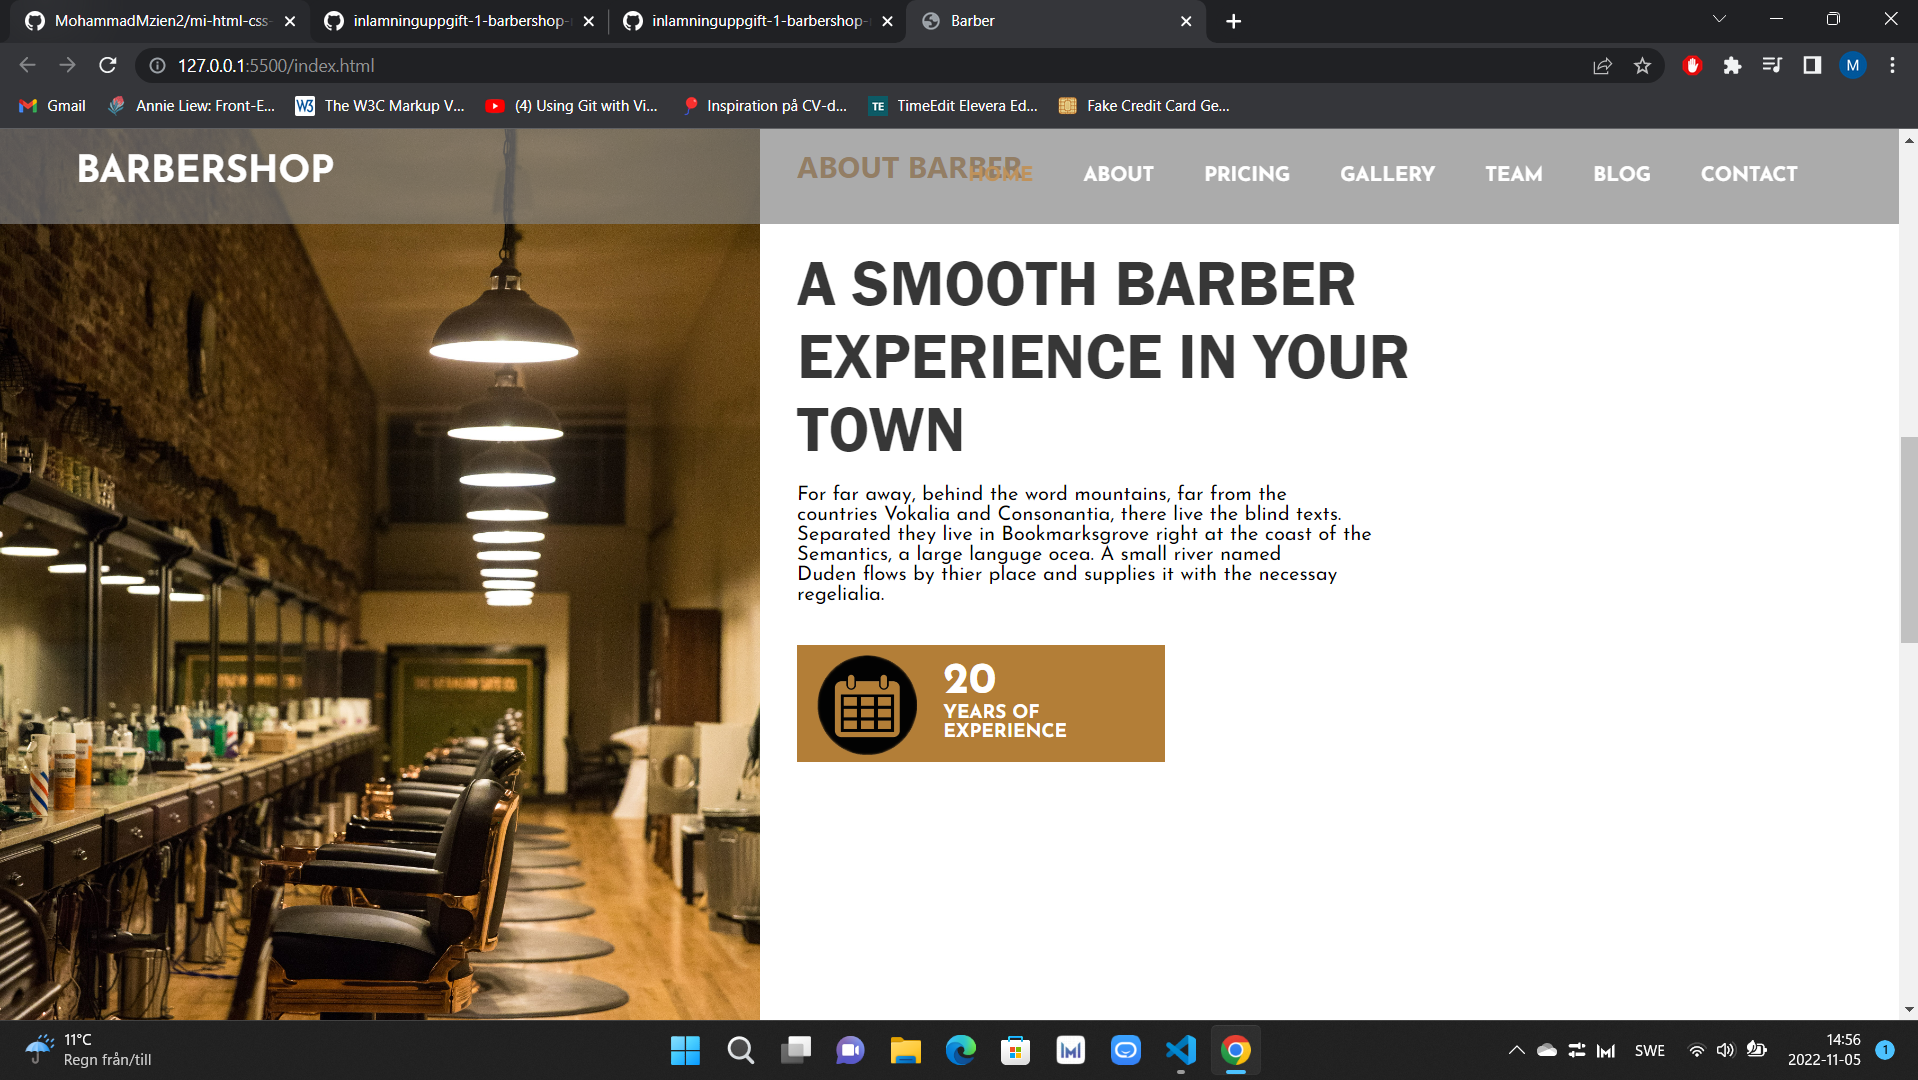 MohammadMzien2/mi-html-css-
inlamninguppgift-1-barbershop-
inlamninguppgift-1-barbershop-
Barber
127.0.0.1:5500/index.html
M
Gmail
Annie Liew: Front-E...
The W3C Markup V...
(4) Using Git with Vi...
Inspiration på CV-d...
TE
TimeEdit Elevera Ed...
Fake Credit Card Ge...
BARBERSHOP
ABOUT BARBER
HOME
ABOUT
PRICING
GALLERY
TEAM
BLOG
CONTACT
A SMOOTH BARBER
EXPERIENCE IN YOUR
TOWN
For far away, behind the word mountains, far from the
countries Vokalia and Consonantia, there live the blind texts.
Separated they live in Bookmarksgrove right at the coast of the
Semantics, a large languge ocea. A small river named
Duden flows by thier place and supplies it with the necessay
regelialia.
20
YEARS OF
EXPERIENCE
11°C
Regn från/till
SWE
14:56
2022-11-05
1